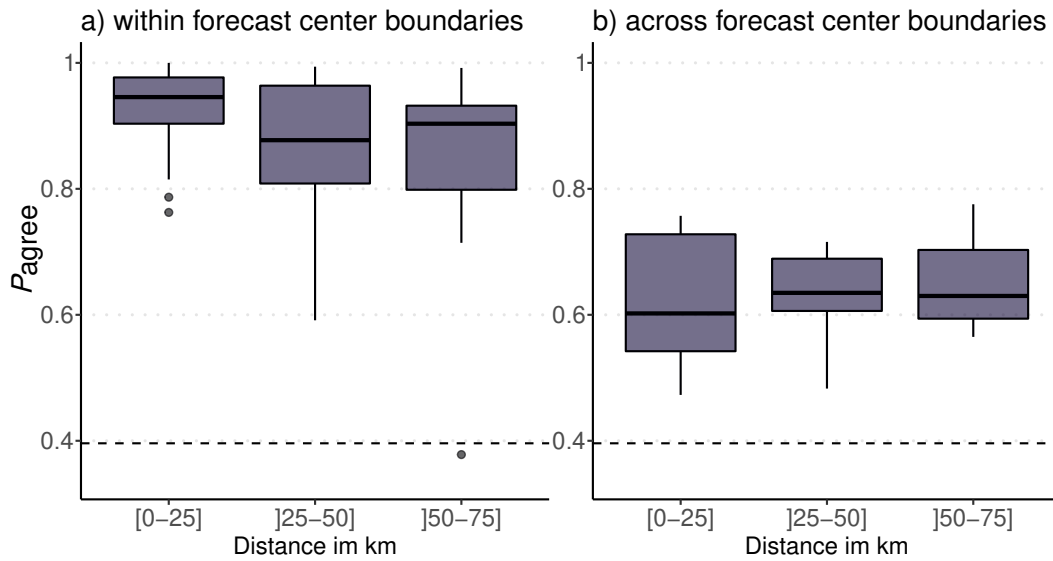 a) within forecast center boundaries
b) across forecast center boundaries
Pagree
1
0.8
0.6
0.4
[0−25]
]25−50]
]50−75]
Distance im km
1
0.8
0.6
0.4
[0−25]
]25−50]
]50−75]
Distance im km